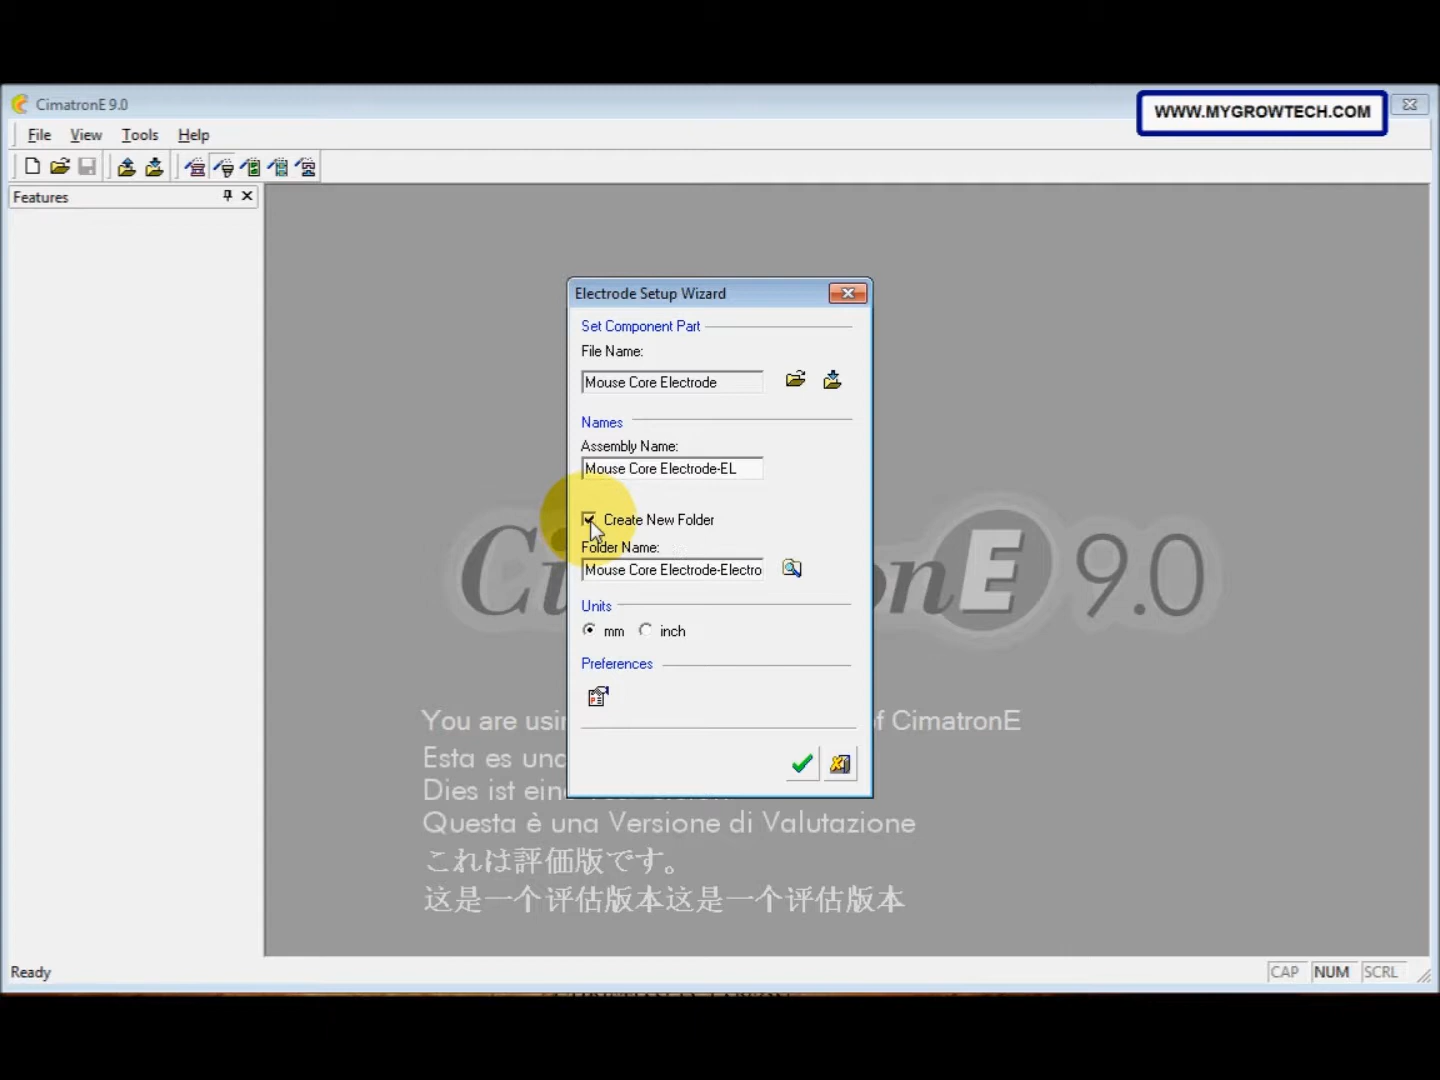 CimatronE 9.0
WWW.MYGROWTECH.COM
File View Tools Help
Features
Electrode Setup Wizard
Set Component Part
File Name:
Mouse Core Electrode
Names
Assembly Name:
Mouse Core Electrode-EL
Create New Folder
Folder Name:
Mouse Core Electrode-Electro
Units
mm inch
Preferences
E 9.0
You are of CimatronE
Esta es
Dies ist
Questa è una Versione di Valutazione
これは評価版です。
这是一个评估版本这是一个评估版本
Ready
CAP NUM SCRL